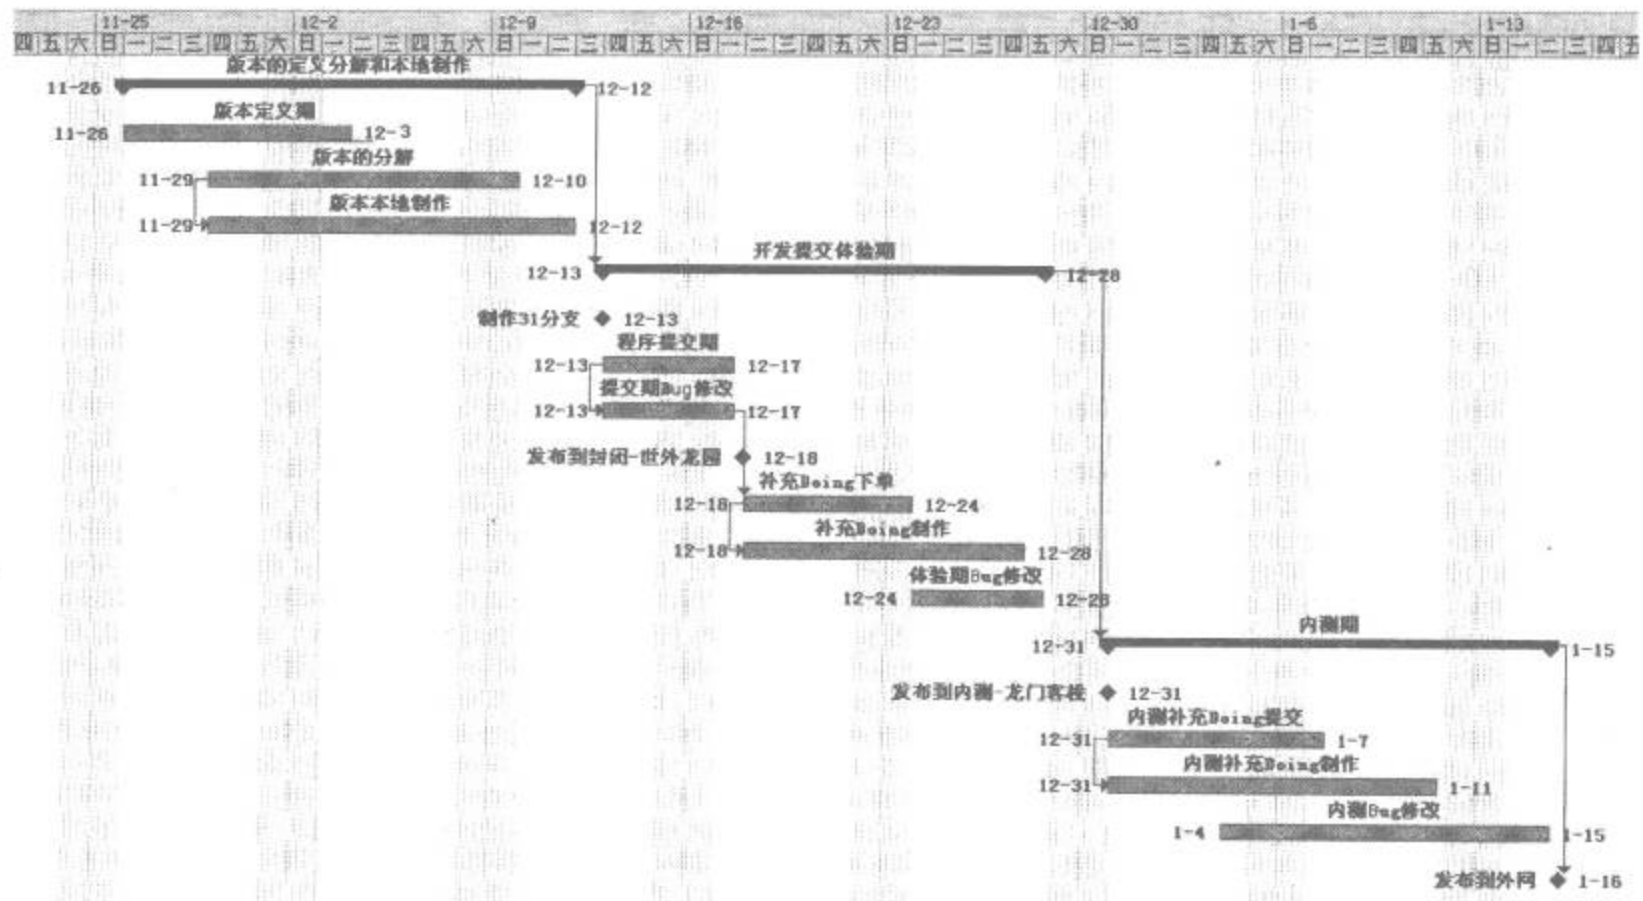 11-25 12-2 12-9 12-16 12-23 12-30 1-6 1-13
四 五 六 日 一 二 三 四 五 六 日 一 二 三 四 五 六 日 一 二 三 四 五 六 日 一 二 三 四 五 六 日 一 二 三 四 五 六 日 一 二 三 四 五 六 日 一 二 三 四 五 六 日 一 二 三 四 五
版本的定义分解和本地制作
11-26 12-12
版本定义期
11-26 12-3
版本的分解
11-29 12-10
版本本地制作
11-29 12-12
开发提交体验期
12-13 12-28
制作31分支 12-13
程序提交期
12-13 12-17
提交期Bug修改
12-13 12-17
发布到封闭-世外龙园 12-18
补充Doing下单
12-18 12-24
补充Doing制作
12-18 12-28
体验期Bug修改
12-24 12-28
内测期
12-31 1-15
发布到内测-龙门客栈 12-31
内测补充Doing提交
12-31 1-7
内测补充Doing制作
12-31 1-11
内测Bug修改
1-4 1-15
发布到外网 1-16